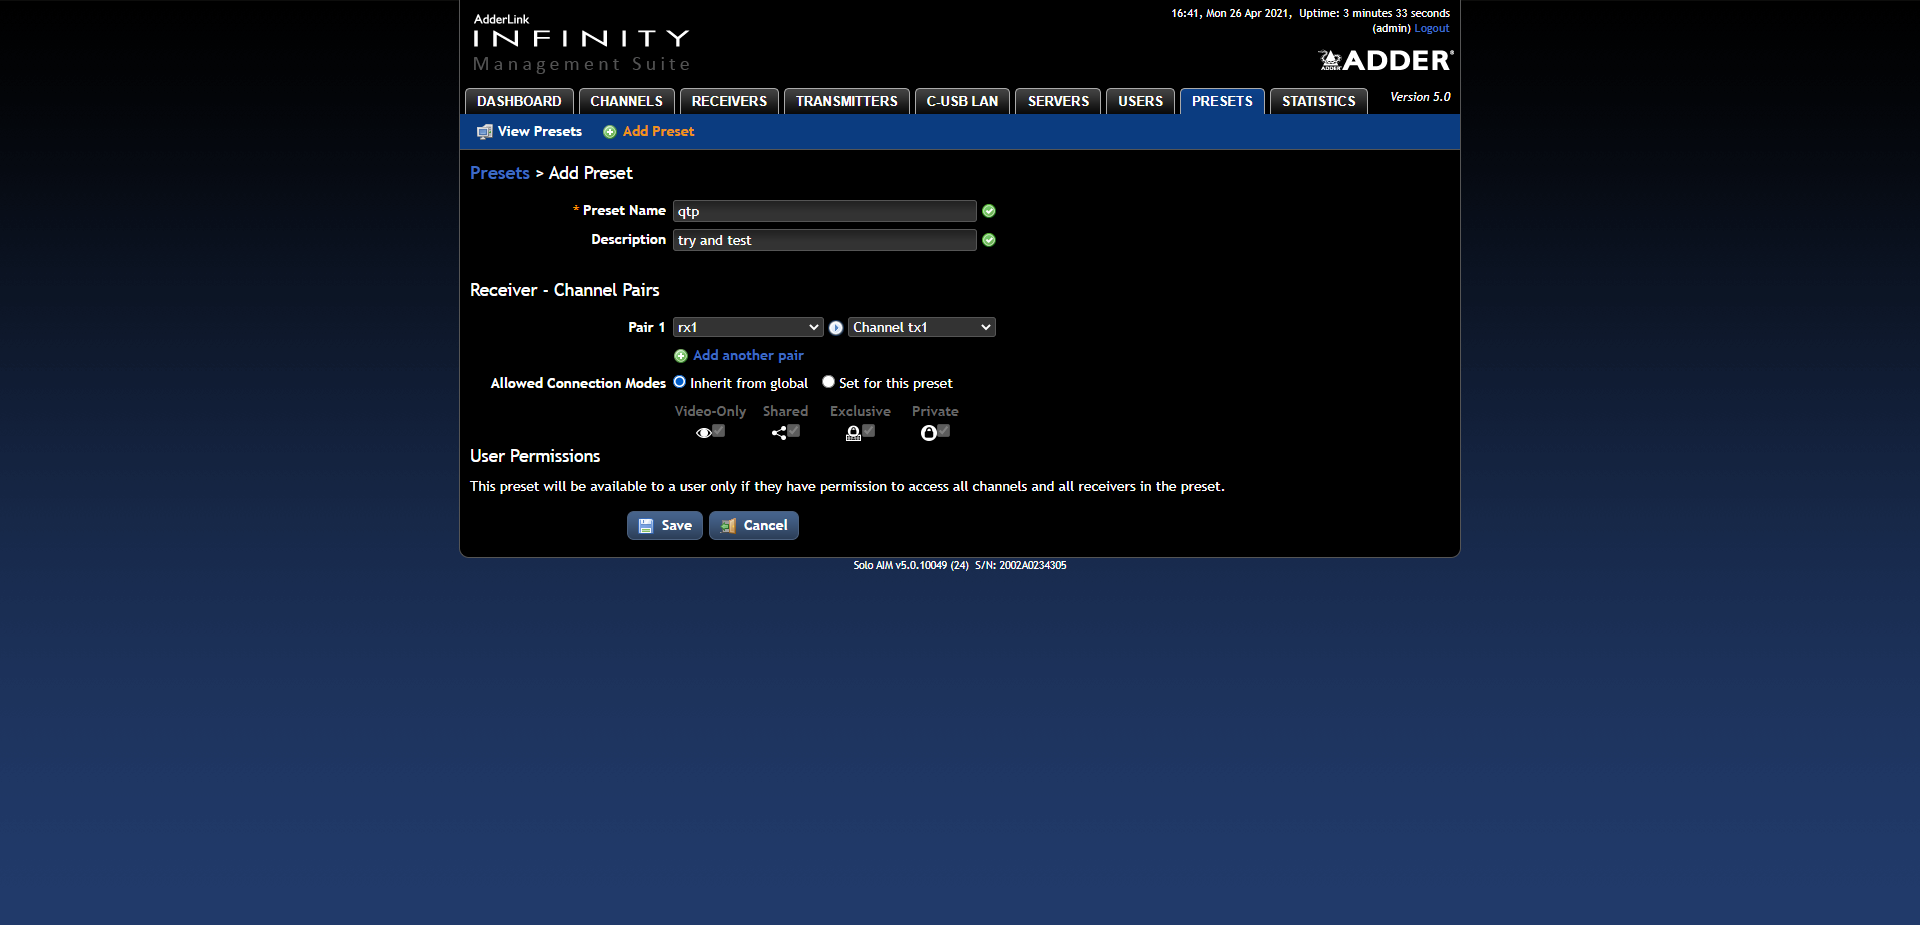 AdderLink
INFINITY
Management Suite
16:41, Mon 26 Apr 2021, Uptime: 3 minutes 33 seconds
(admin) Logout
ADDER
DASHBOARD CHANNELS RECEIVERS TRANSMITTERS C-USB LAN SERVERS USERS PRESETS STATISTICS Version 5.0
View Presets Add Preset
Presets > Add Preset
* Preset Name qtp
Description try and test
Receiver - Channel Pairs
Pair 1 rx1 Channel tx1
Add another pair
Allowed Connection Modes Inherit from global Set for this preset
Video-Only Shared Exclusive Private
User Permissions
This preset will be available to a user only if they have permission to access all channels and all receivers in the preset.
Save Cancel
Solo AIM v5.0.10049 (24) S/N: 2002A0234305